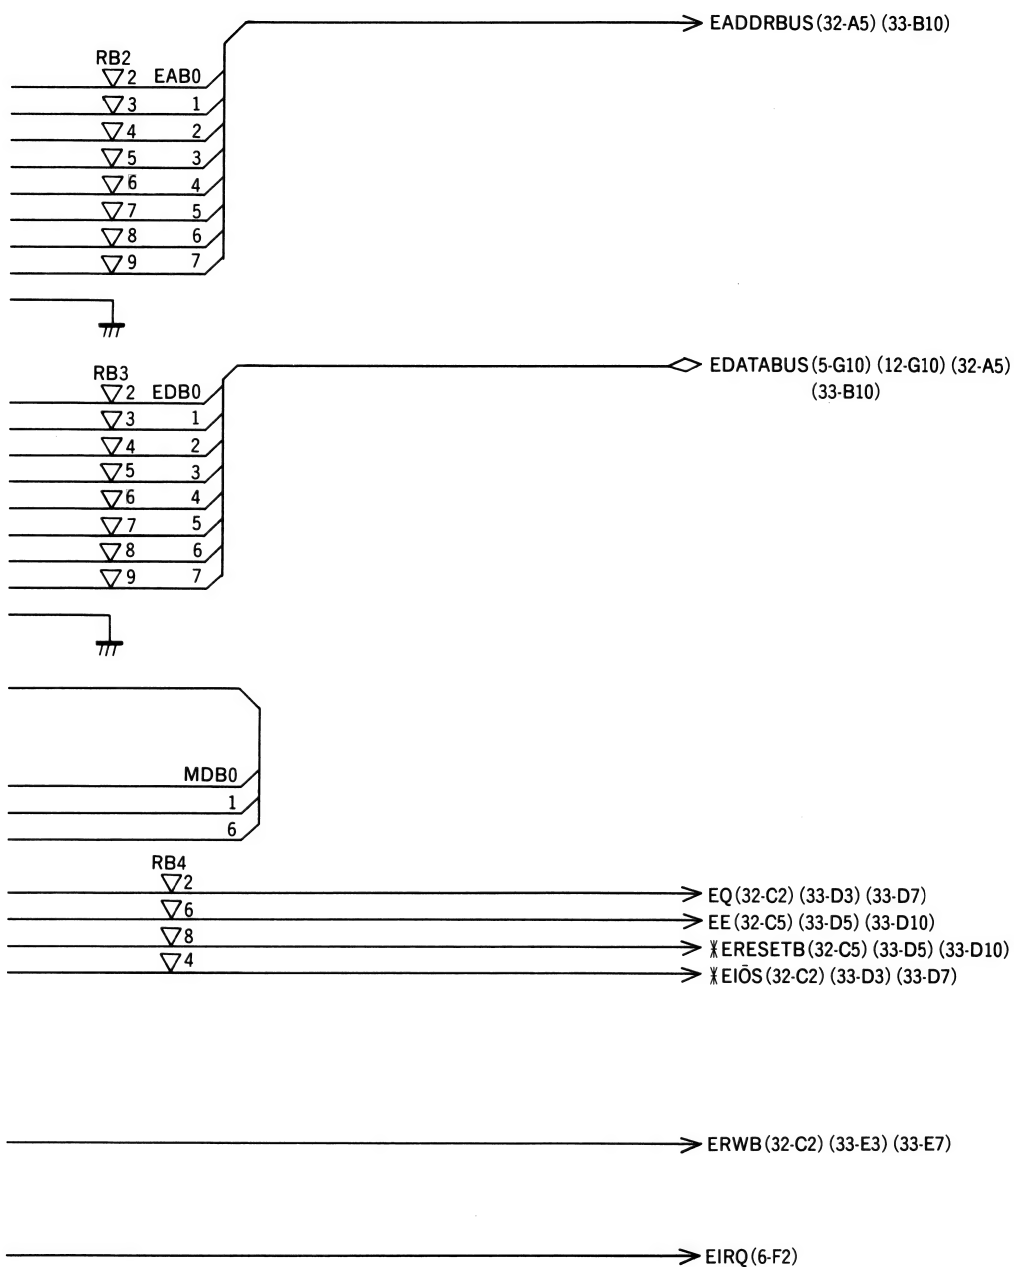 EADDRBUS (32-A5) (33-B10)
RB2
2 EAB0
3 1
4 2
5 3
6 4
7 5
8 6
9 7
EDATABUS (5-G10) (12-G10) (32-A5)
(33-B10)
RB3
2 EDB0
3 1
4 2
5 3
6 4
7 5
8 6
9 7
MDB0
1
6
RB4
2
EQ (32-C2) (33-D3) (33-D7)
6
EE (32-C5) (33-D5) (33-D10)
8
*ERESETB (32-C5) (33-D5) (33-D10)
4
*EIŌS (32-C2) (33-D3) (33-D7)
ERWB (32-C2) (33-E3) (33-E7)
EIRQ (6-F2)